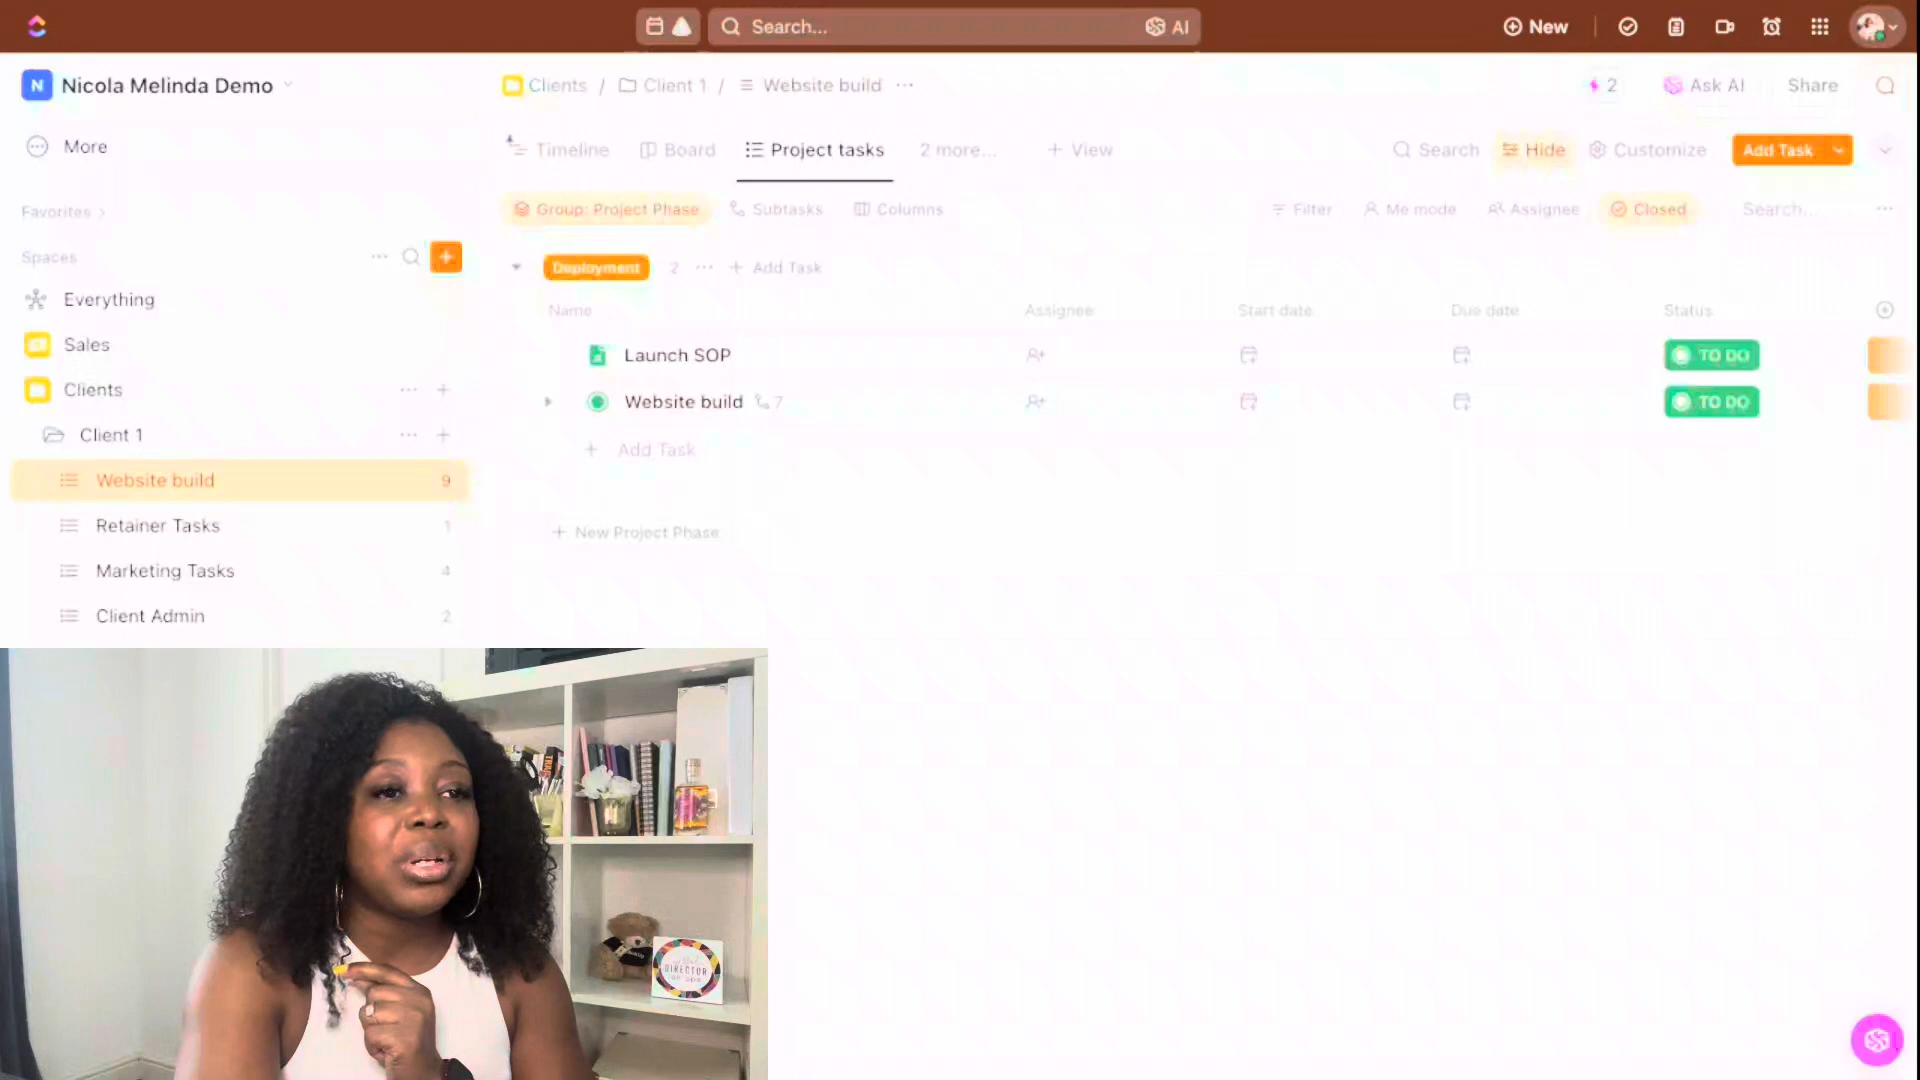 Search...
AI
New
N Nicola Melinda Demo
Clients / Client 1 / Website build
2
Ask AI
Share
More
Timeline
Board
Project tasks
2 more...
+ View
Search
Hide
Customize
Add Task
Favorites
Group: Project Phase
Subtasks
Columns
Filter
Me mode
Assignee
Closed
Search...
Spaces
Deployment 2 ... + Add Task
Everything
Name Assignee Start date Due date Status
Sales
Launch SOP TO DO
Clients
Website build 7 TO DO
Client 1
+ Add Task
Website build 9
Retainer Tasks 1
+ New Project Phase
Marketing Tasks 4
Client Admin 2
DIRECTOR